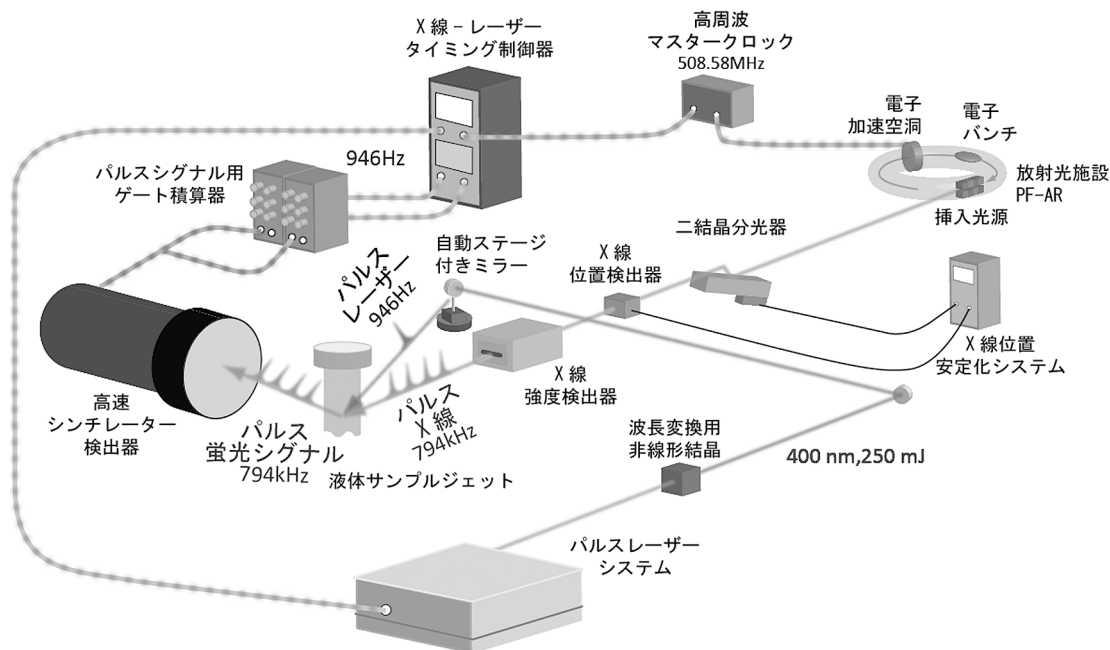 X 線－レーザー
タイミング制御器
高周波
マスタークロック
508.58MHz
電子
加速空洞
電子
バンチ
放射光施設
PF-AR
挿入光源
946Hz
パルスシグナル用
ゲート積算器
自動ステージ
付きミラー
X 線
位置検出器
二結晶分光器
パルス
レーザー
946Hz
X 線位置
安定化システム
X 線
強度検出器
パルス
X 線
794kHz
高速
シンチレーター
検出器
パルス
蛍光シグナル
794kHz
液体サンプルジェット
波長変換用
非線形結晶
400 nm,250 mJ
パルスレーザー
システム